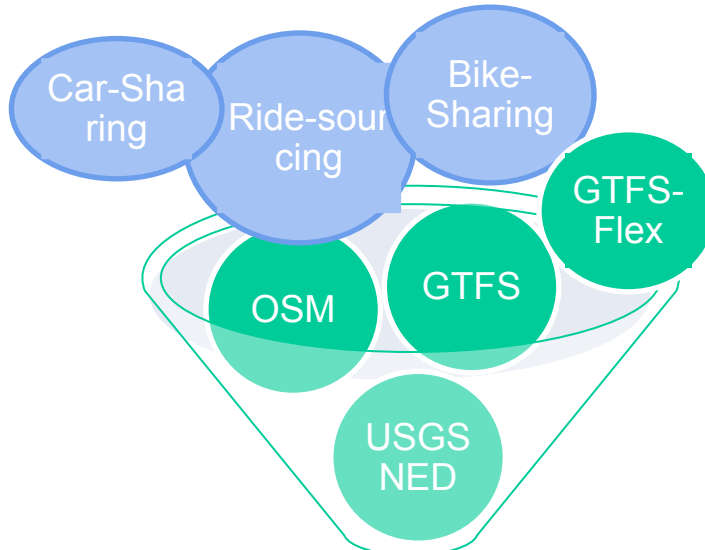 Car-Sha
ring
Ride-sour
cing
Bike-
Sharing
GTFS-
Flex
OSM
GTFS
USGS
NED